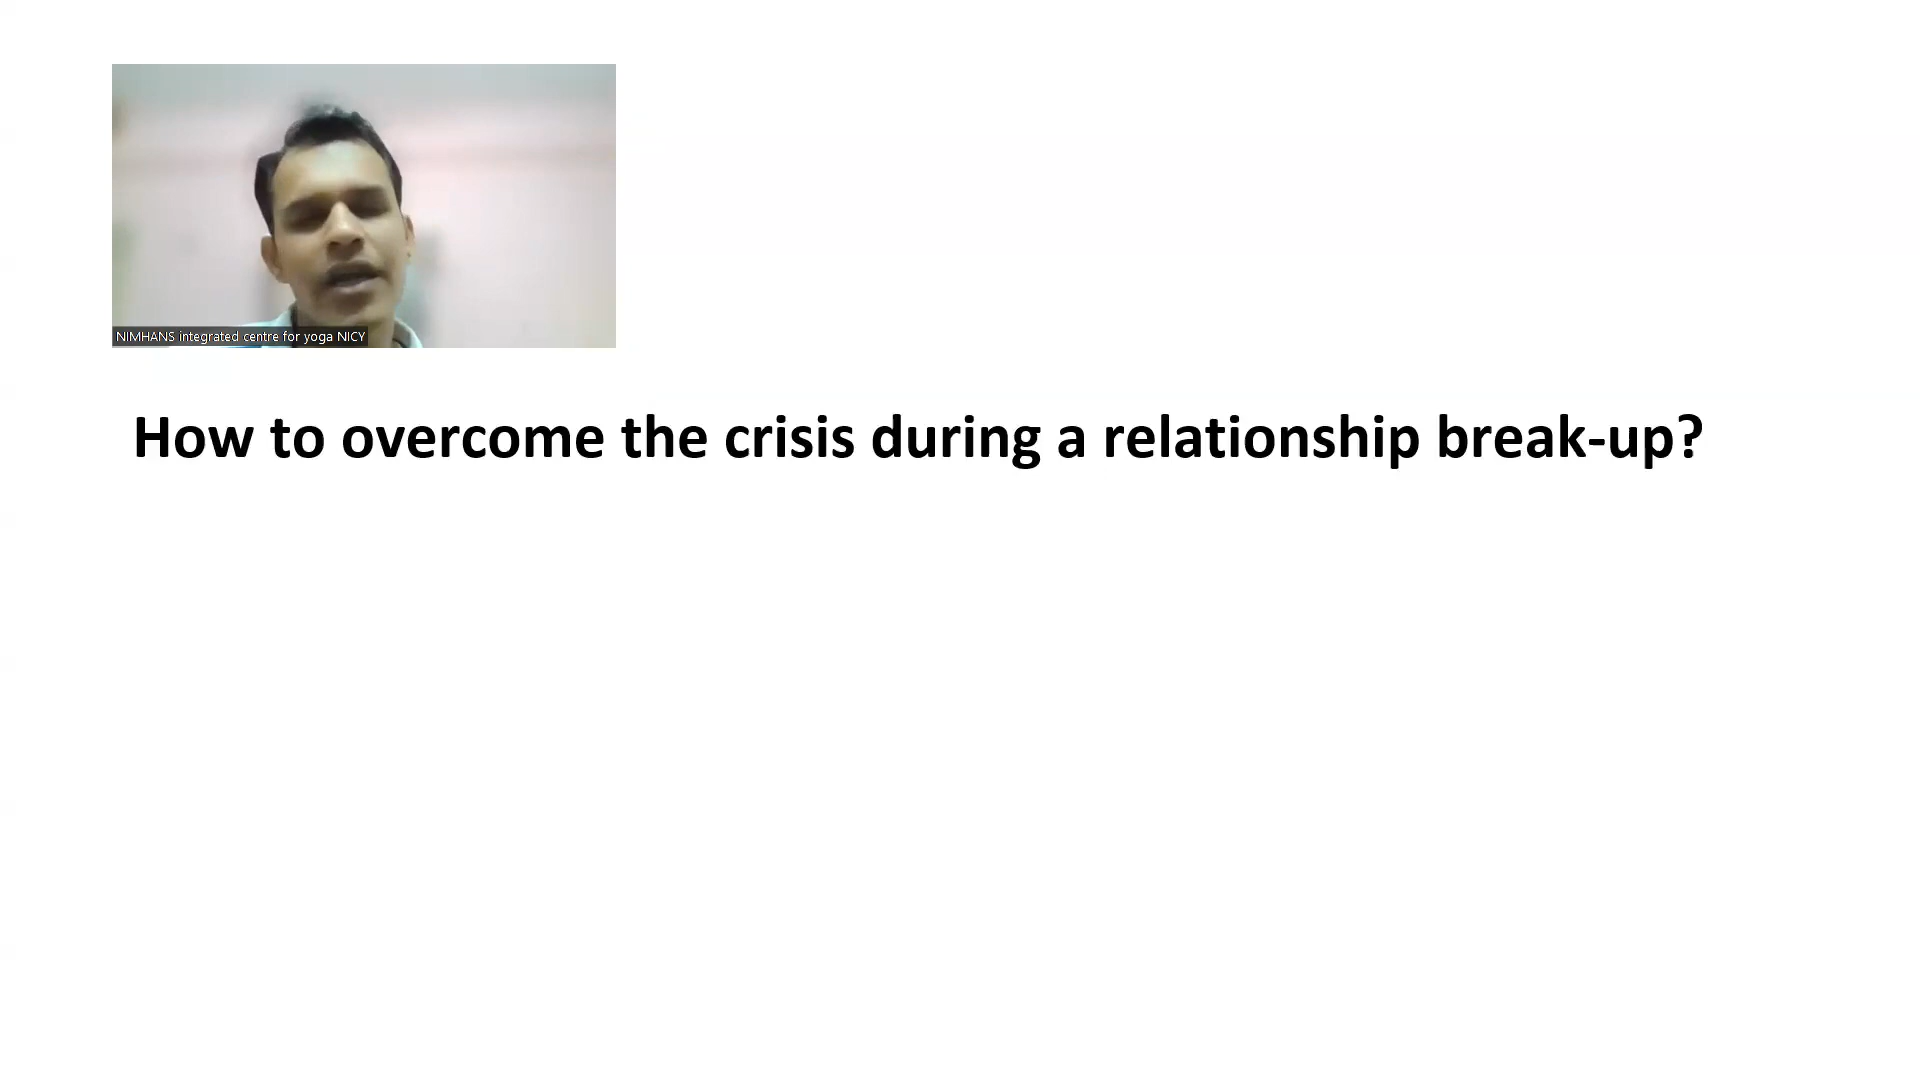 NIMHANS integrated centre for yoga NICY
How to overcome the crisis during a relationship break-up?